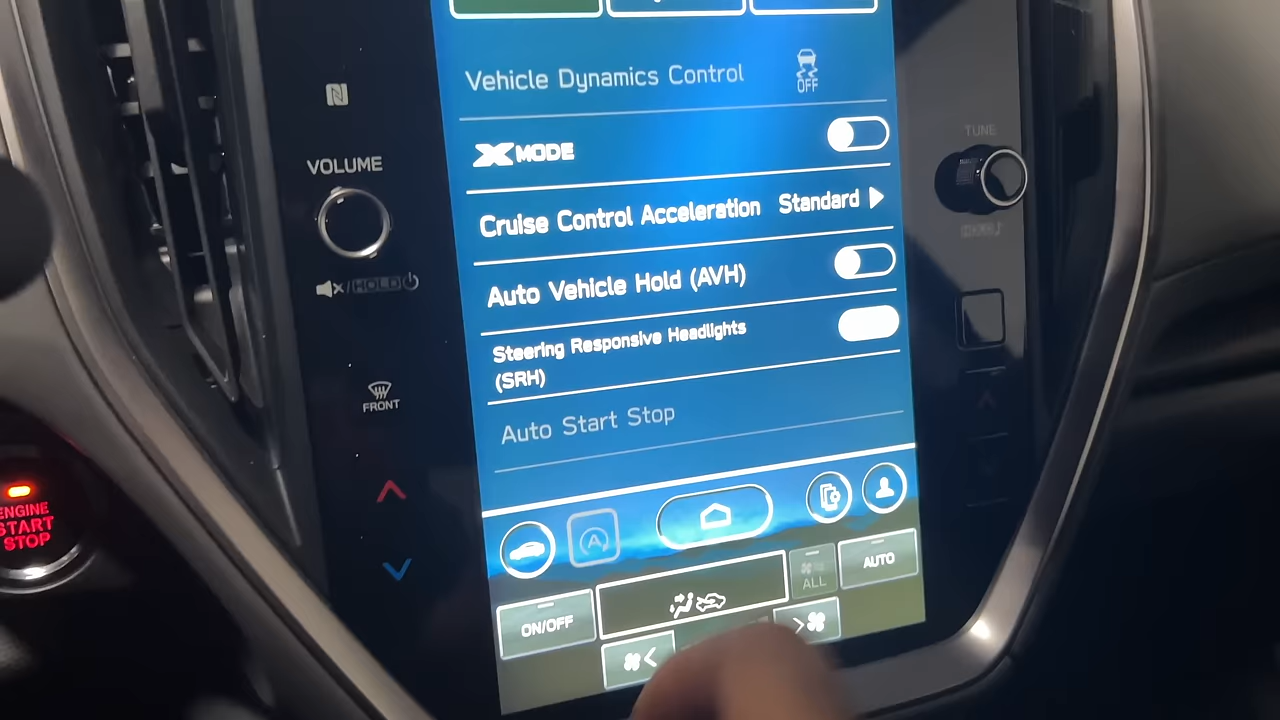 Vehicle Dynamics Control
OFF
X MODE
Cruise Control Acceleration Standard
Auto Vehicle Hold (AVH)
Steering Responsive Headlights
(SRH)
Auto Start Stop
A
ON/OFF
ALL
AUTO
N
VOLUME
/HOLD
FRONT
ENGINE
START
STOP
TUNE